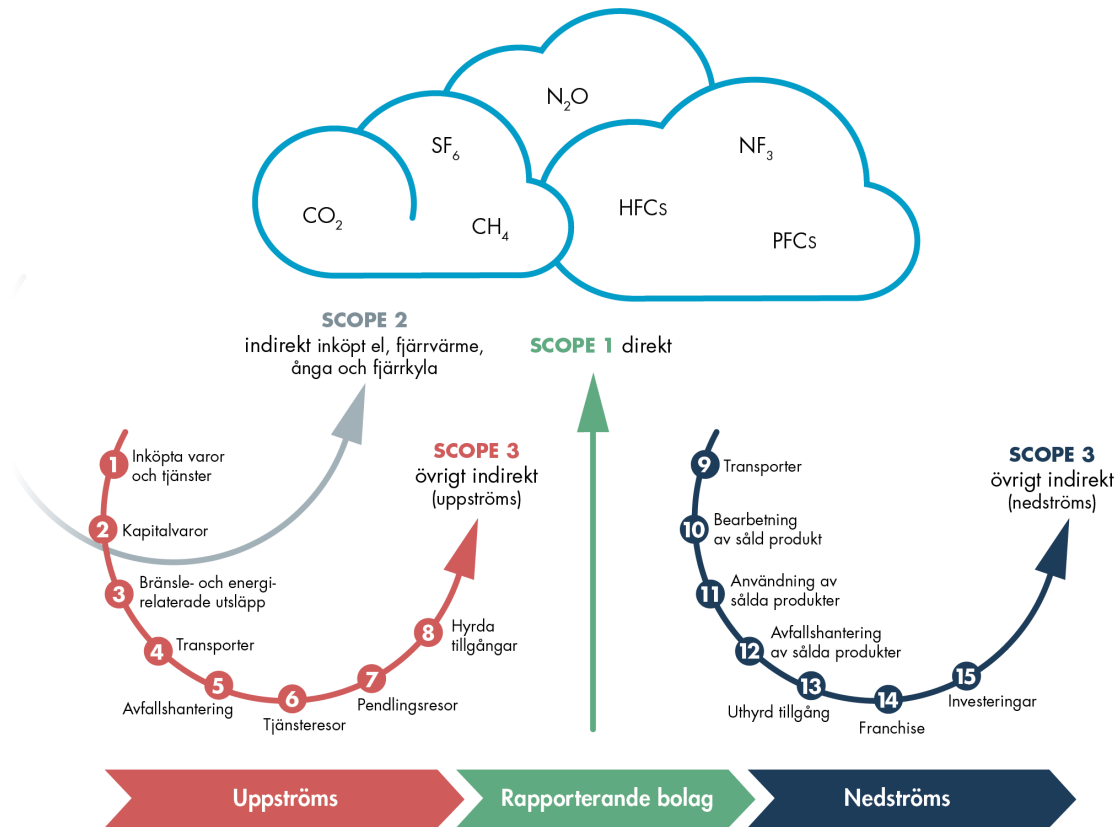 N₂O
SF₆
NF₃
CO₂
CH₄
HFCs
PFCs
SCOPE 2
indirekt inköpt el, fjärrvärme,
ånga och fjärrkyla
SCOPE 1 direkt
SCOPE 3
övrigt indirekt
(uppströms)
1 Inköpta varor
och tjänster
2 Kapitalvaror
3 Bränsle- och energi-
relaterade utsläpp
4 Transporter
5
Avfallshantering
6
Tjänsteresor
7
Pendlingsresor
8 Hyrda
tillgångar
SCOPE 3
övrigt indirekt
(nedströms)
9 Transporter
10 Bearbetning
av såld produkt
11 Användning av
sålda produkter
12 Avfallshantering
av sålda produkter
13
Uthyrd tillgång
14
Franchise
15
Investeringar
Uppströms
Rapporterande bolag
Nedströms